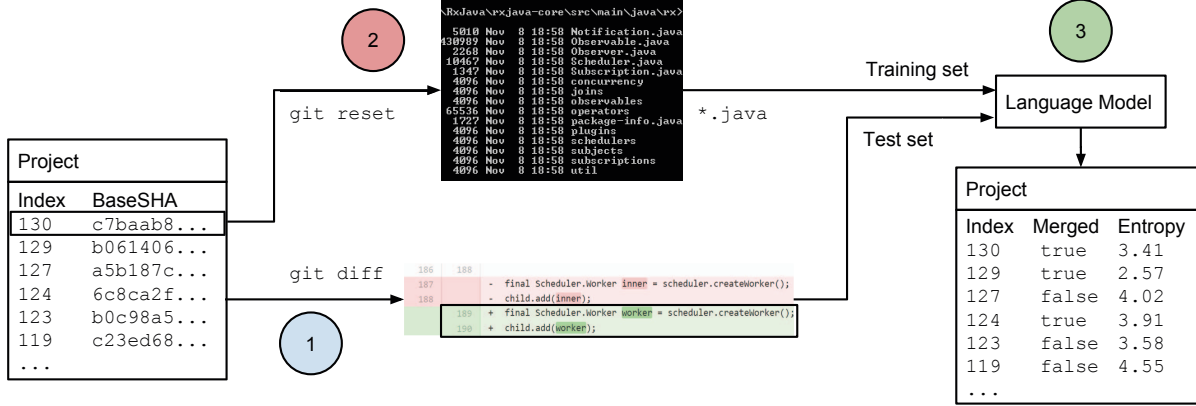 2
\RxJava\rxjava-core\src\main\java\rx>
5010 Nov 8 18:58 Notification.java
430989 Nov 8 18:58 Observable.java
2268 Nov 8 18:58 Observer.java
10467 Nov 8 18:58 Scheduler.java
1347 Nov 8 18:58 Subscription.java
4096 Nov 8 18:58 concurrency
4096 Nov 8 18:58 joins
4096 Nov 8 18:58 observables
65536 Nov 8 18:58 operators
1727 Nov 8 18:58 package-info.java
4096 Nov 8 18:58 plugins
4096 Nov 8 18:58 schedulers
4096 Nov 8 18:58 subjects
4096 Nov 8 18:58 subscriptions
4096 Nov 8 18:58 util
3
git reset
*.java
Training set
Test set
Language Model
Project
Index BaseSHA
130 c7baab8...
129 b061406...
127 a5b187c...
124 6c8ca2f...
123 b0c98a5...
119 c23ed68...
...
git diff
1
186 188
187 - final Scheduler.Worker inner = scheduler.createWorker();
188 - child.add(inner);
189 + final Scheduler.Worker worker = scheduler.createWorker();
190 + child.add(worker);
Project
Index Merged Entropy
130 true 3.41
129 true 2.57
127 false 4.02
124 true 3.91
123 false 3.58
119 false 4.55
...